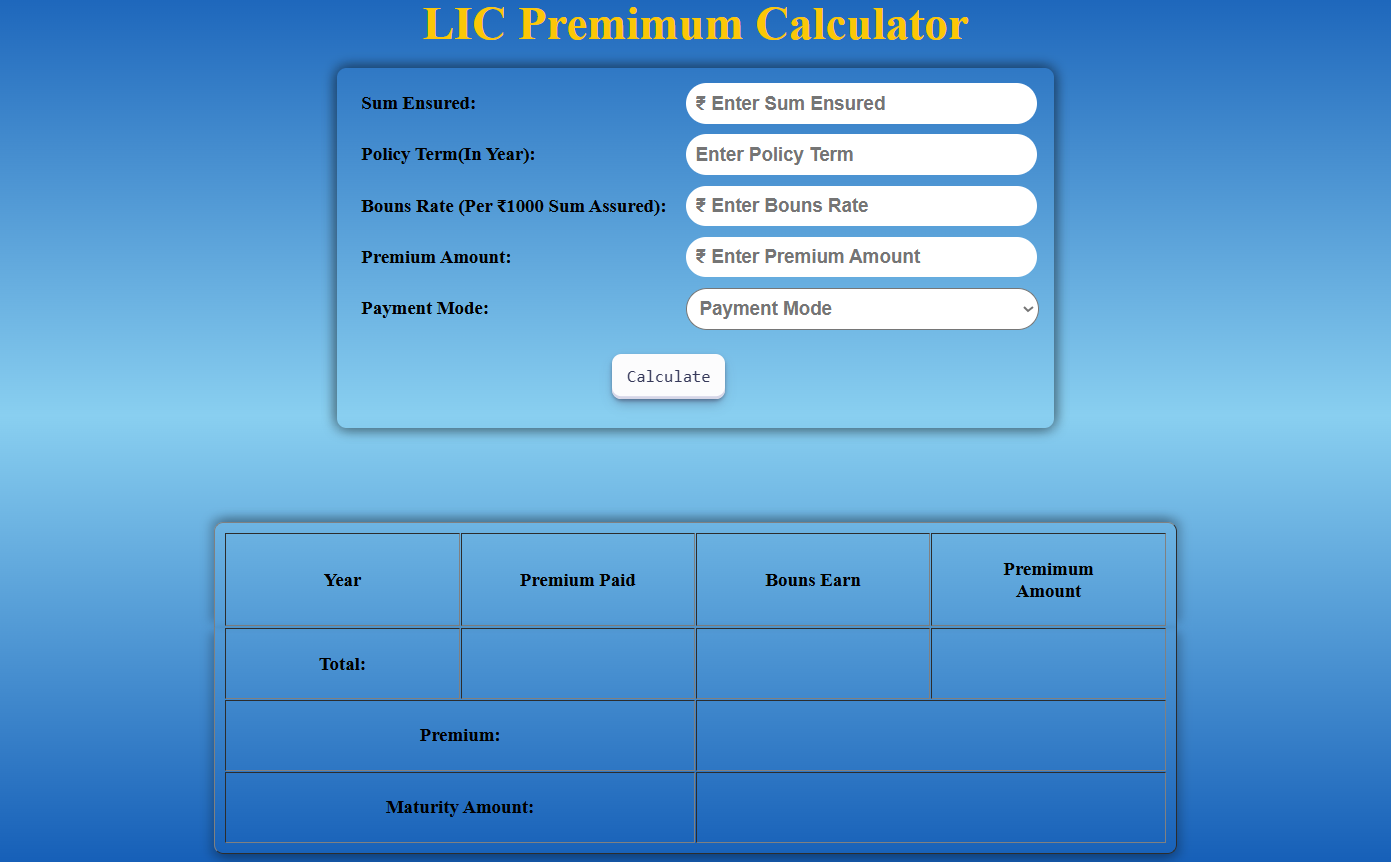 LIC Premimum Calculator
Sum Ensured:
₹ Enter Sum Ensured
Policy Term(In Year):
Enter Policy Term
Bouns Rate (Per ₹1000 Sum Assured):
₹ Enter Bouns Rate
Premium Amount:
₹ Enter Premium Amount
Payment Mode:
Payment Mode
Calculate
Year
Premium Paid
Bouns Earn
Premimum
Amount
Total:
Premium:
Maturity Amount: